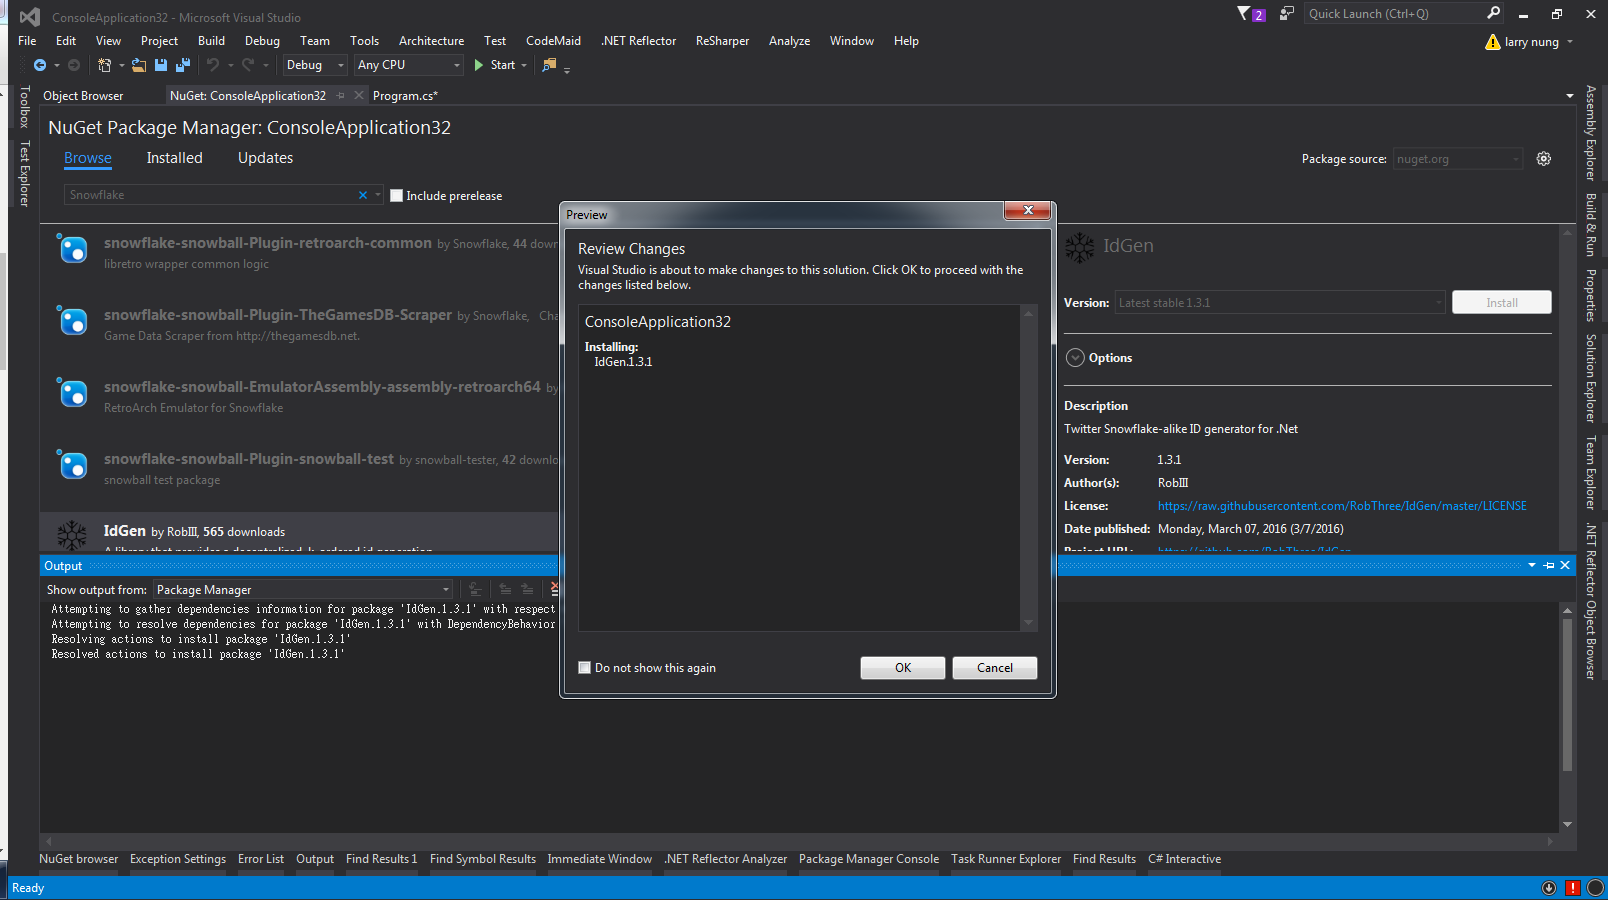 ConsoleApplication32 - Microsoft Visual Studio
2
Quick Launch (Ctrl+Q)
File Edit View Project Build Debug Team Tools Architecture Test CodeMaid .NET Reflector ReSharper Analyze Window Help
larry nung
Debug Any CPU Start
Toolbox
Test Explorer
Object Browser NuGet: ConsoleApplication32 Program.cs*
NuGet Package Manager: ConsoleApplication32
Browse Installed Updates
Package source: nuget.org
Snowflake
Include prerelease
snowflake-snowball-Plugin-retroarch-common by Snowflake, 44 down
libretro wrapper common logic
snowflake-snowball-Plugin-TheGamesDB-Scraper by Snowflake, Cha
Game Data Scraper from http://thegamesdb.net.
snowflake-snowball-EmulatorAssembly-assembly-retroarch64 by
RetroArch Emulator for Snowflake
snowflake-snowball-Plugin-snowball-test by snowball-tester, 42 downlo
snowball test package
IdGen by RobIII, 565 downloads
A library that provides a decentralized, k-ordered id generation
Preview
Review Changes
Visual Studio is about to make changes to this solution. Click OK to proceed with the
changes listed below.
ConsoleApplication32
Installing:
IdGen.1.3.1
Do not show this again
OK Cancel
IdGen
Version: Latest stable 1.3.1 Install
Options
Description
Twitter Snowflake-alike ID generator for .Net
Version: 1.3.1
Author(s): RobIII
License: https://raw.githubusercontent.com/RobThree/IdGen/master/LICENSE
Date published: Monday, March 07, 2016 (3/7/2016)
Project URL: https://github.com/RobThree/IdGen
Assembly Explorer
Build & Run
Properties
Solution Explorer
Team Explorer
.NET Reflector Object Browser
Output
Show output from: Package Manager
Attempting to gather dependencies information for package 'IdGen.1.3.1' with respect
Attempting to resolve dependencies for package 'IdGen.1.3.1' with DependencyBehavior
Resolving actions to install package 'IdGen.1.3.1'
Resolved actions to install package 'IdGen.1.3.1'
NuGet browser Exception Settings Error List Output Find Results 1 Find Symbol Results Immediate Window .NET Reflector Analyzer Package Manager Console Task Runner Explorer Find Results C# Interactive
Ready